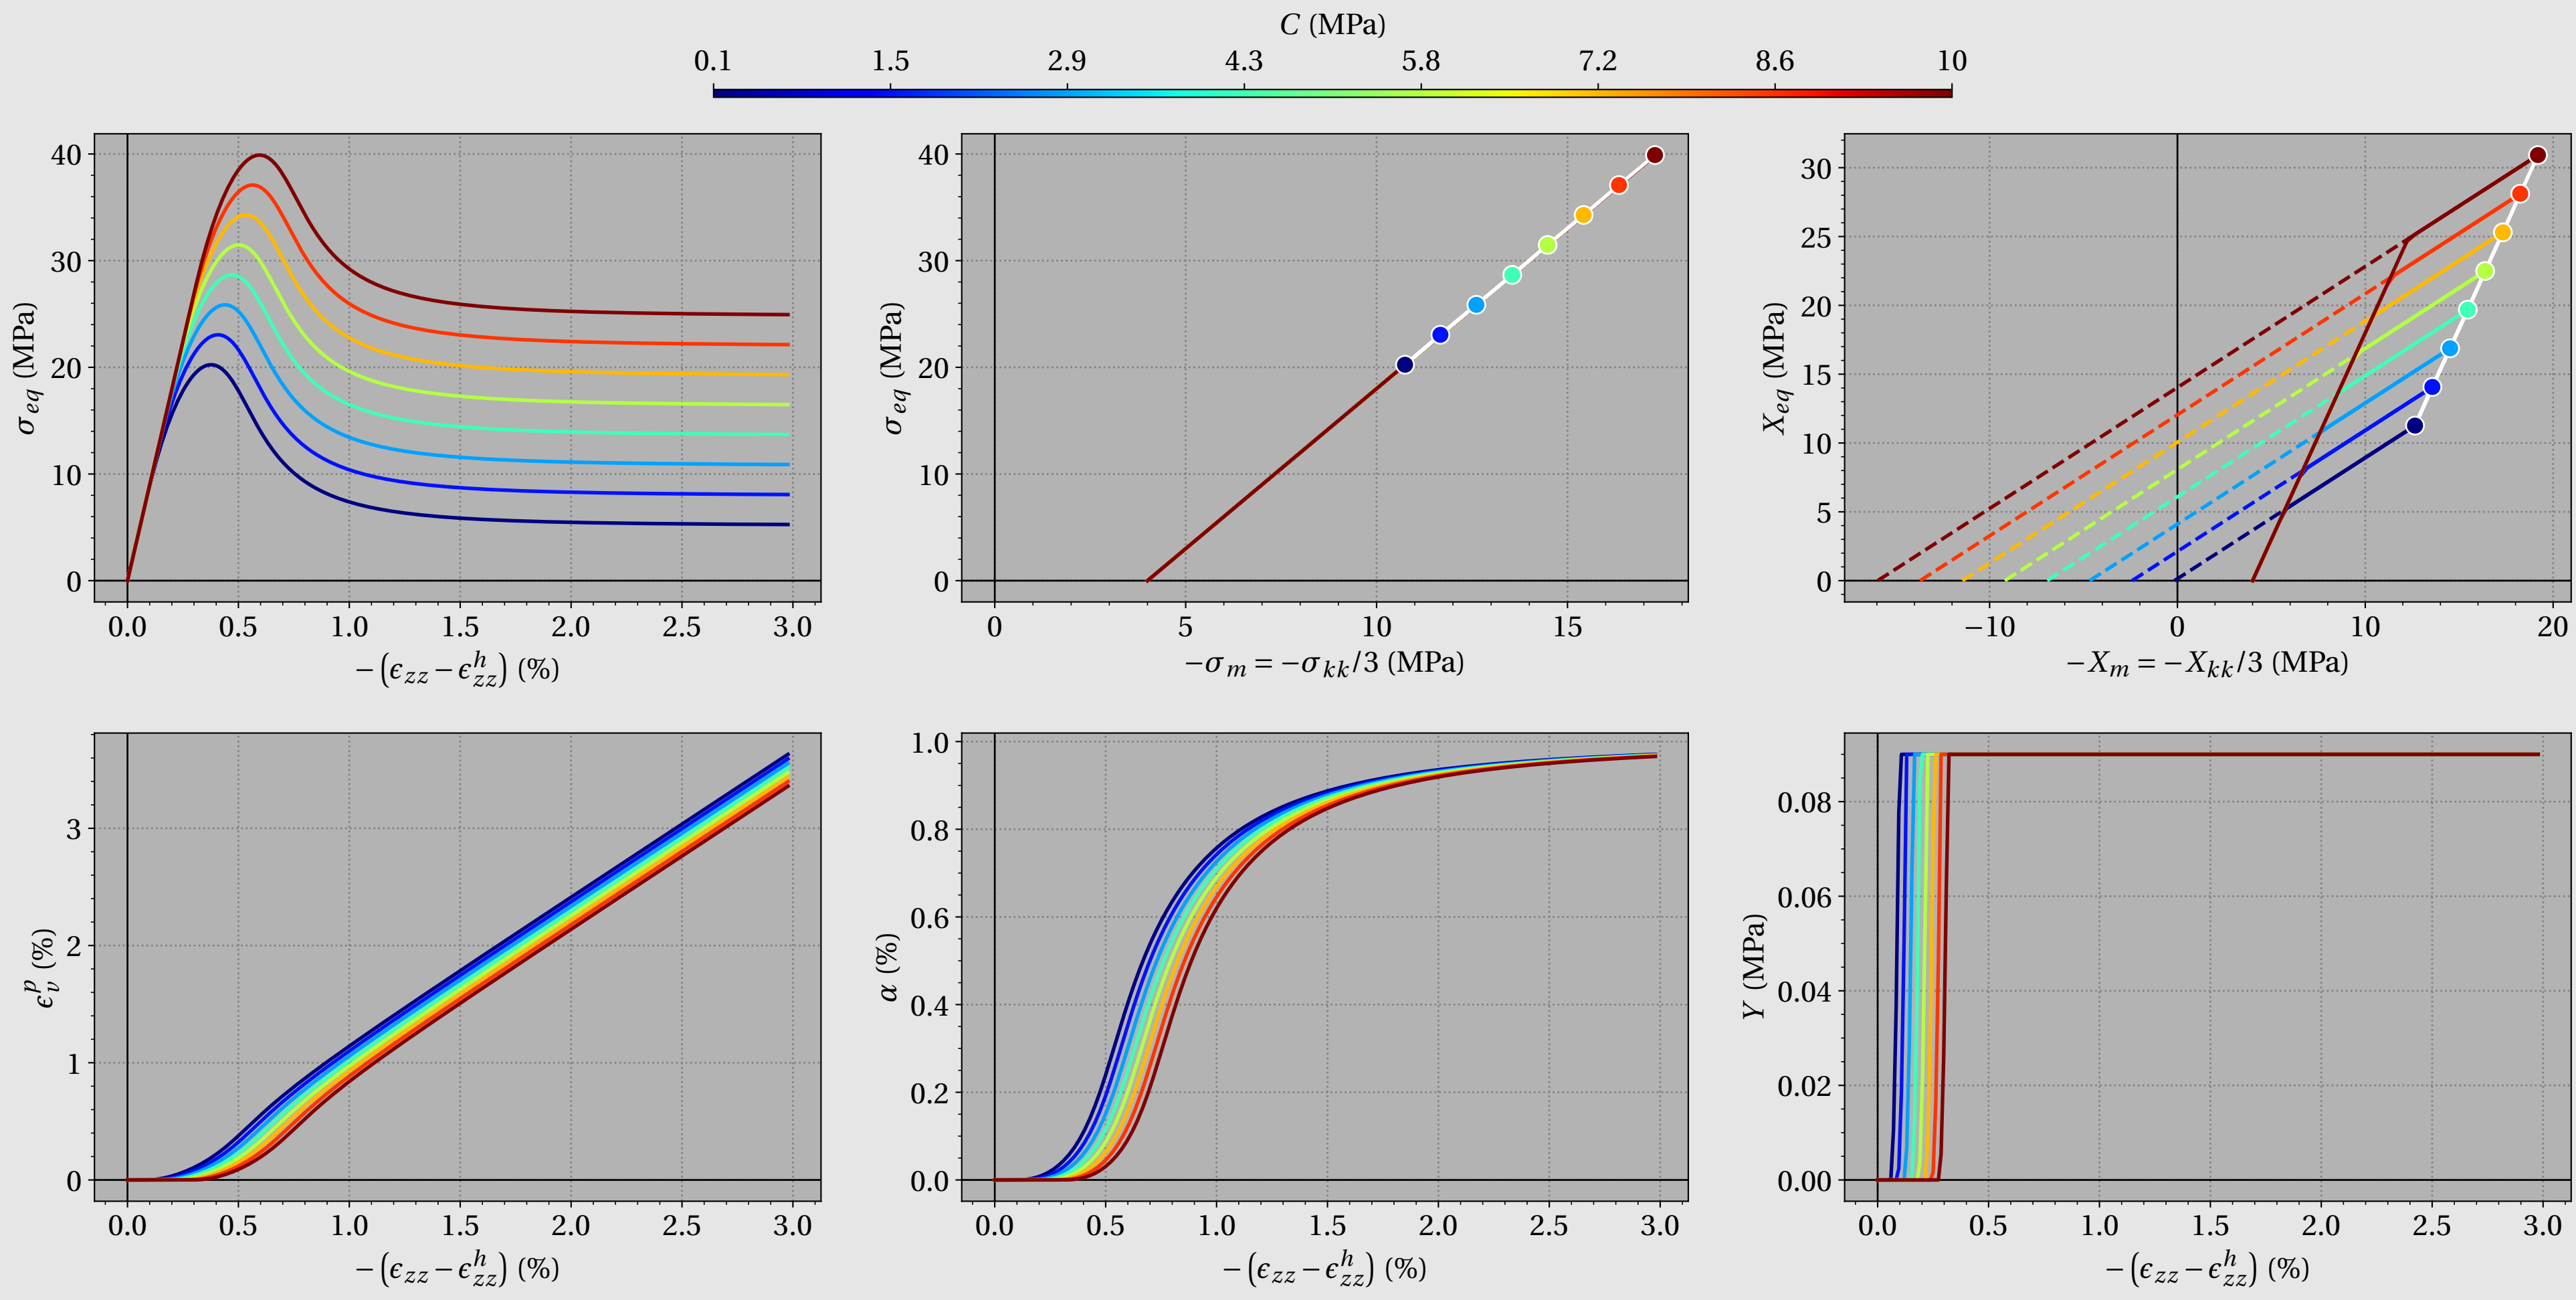 C (MPa)
0.1 1.5 2.9 4.3 5.8 7.2 8.6 10
σ_eq (MPa)
40
30
20
10
0
0.0 0.5 1.0 1.5 2.0 2.5 3.0
−(ϵ_zz − ϵ^h_zz) (%)
σ_eq (MPa)
40
30
20
10
0
0 5 10 15
−σ_m = −σ_kk/3 (MPa)
X_eq (MPa)
30
25
20
15
10
5
0
−10 0 10 20
−X_m = −X_kk/3 (MPa)
ϵ^p_v (%)
3
2
1
0
0.0 0.5 1.0 1.5 2.0 2.5 3.0
−(ϵ_zz − ϵ^h_zz) (%)
α (%)
1.0
0.8
0.6
0.4
0.2
0.0
0.0 0.5 1.0 1.5 2.0 2.5 3.0
−(ϵ_zz − ϵ^h_zz) (%)
Y (MPa)
0.08
0.06
0.04
0.02
0.00
0.0 0.5 1.0 1.5 2.0 2.5 3.0
−(ϵ_zz − ϵ^h_zz) (%)